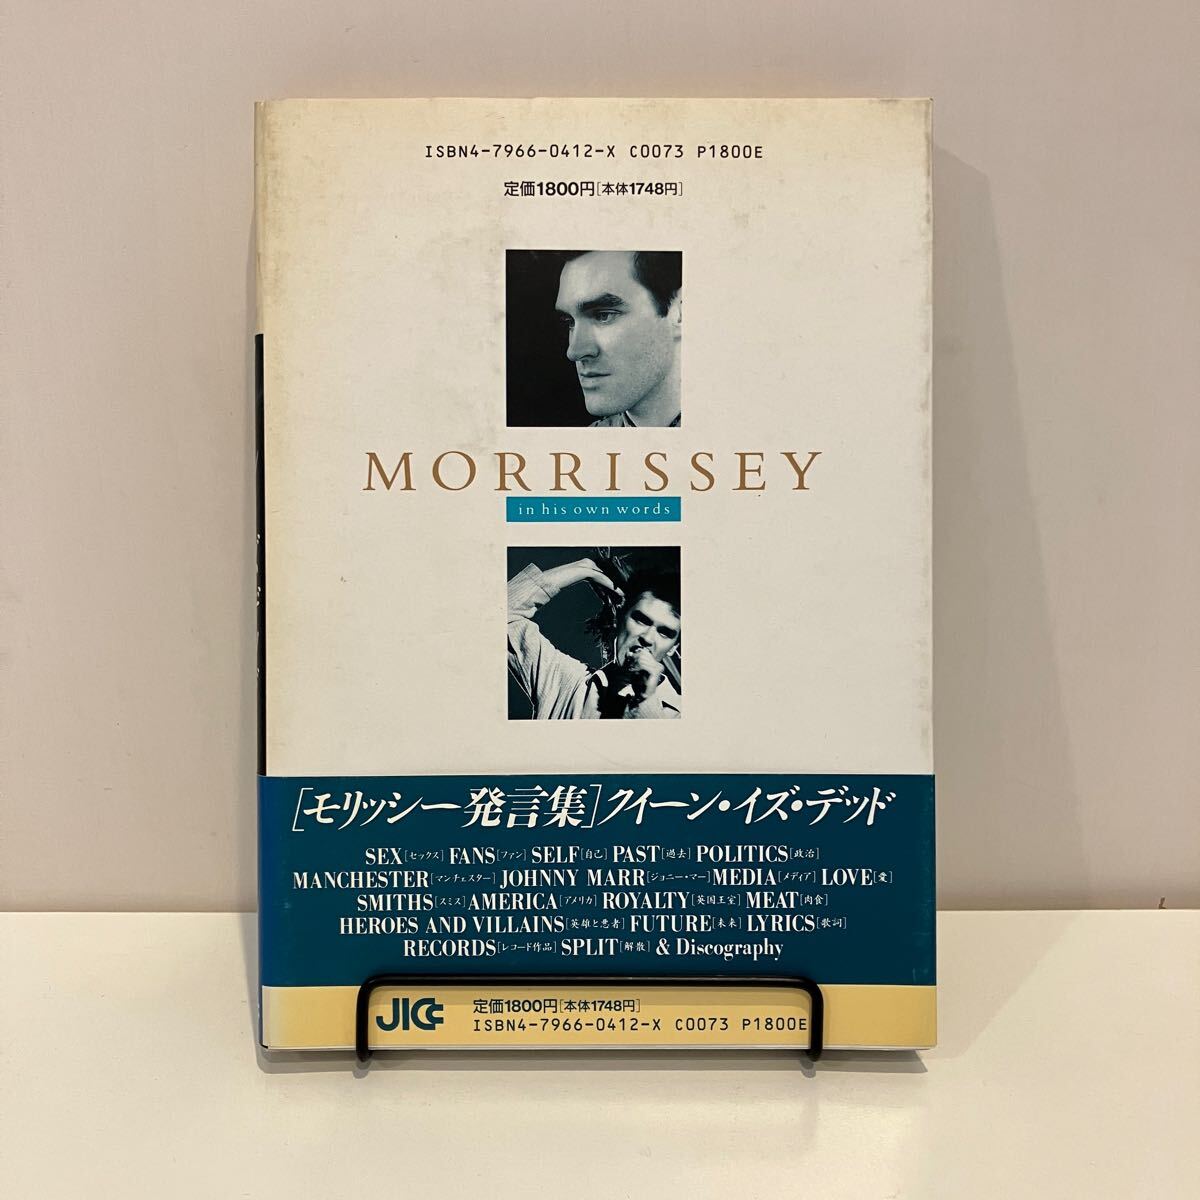 ISBN4-7966-0412-X C0073 P1800E
定価1800円[本体1748円]
MORRISSEY
in his own words
[モリッシー発言集]クイーン・イズ・デッド
SEX[セックス] FANS[ファン] SELF[自己] PAST[過去] POLITICS[政治]
MANCHESTER[マンチェスター] JOHNNY MARR[ジョニー・マー] MEDIA[メディア] LOVE[愛]
SMITHS[スミス] AMERICA[アメリカ] ROYALTY[英国王室] MEAT[肉食]
HEROES AND VILLAINS[英雄と悪者] FUTURE[未来] LYRICS[歌詞]
RECORDS[レコード作品] SPLIT[解散] & Discography
JICC
定価1800円[本体1748円]
ISBN4-7966-0412-X C0073 P1800E